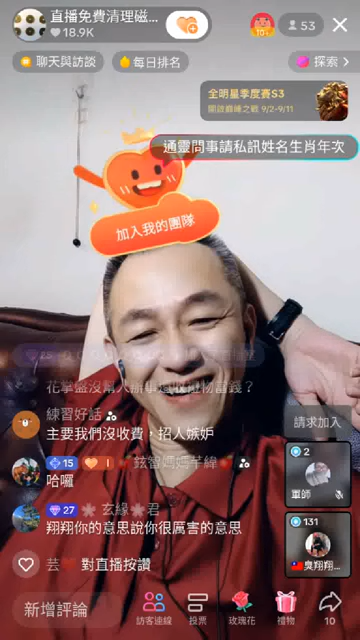 直播免費清理磁...
18.9K
10+
53
聊天與訪談
每日排名
探索
全明星季度賽S3
9/2-9/11
通靈問事請私訊姓名生肖年次
加入我的團隊
練習好話
主要我們沒收費，招人嫉妒
15
哈囉
27 玄緣 君
翔翔你的意思說你很厲害的意思
對直播按讚
請求加入
2
軍師
131
臭翔翔...
新增評論
訪客連線
投票
玫瑰花
禮物
10